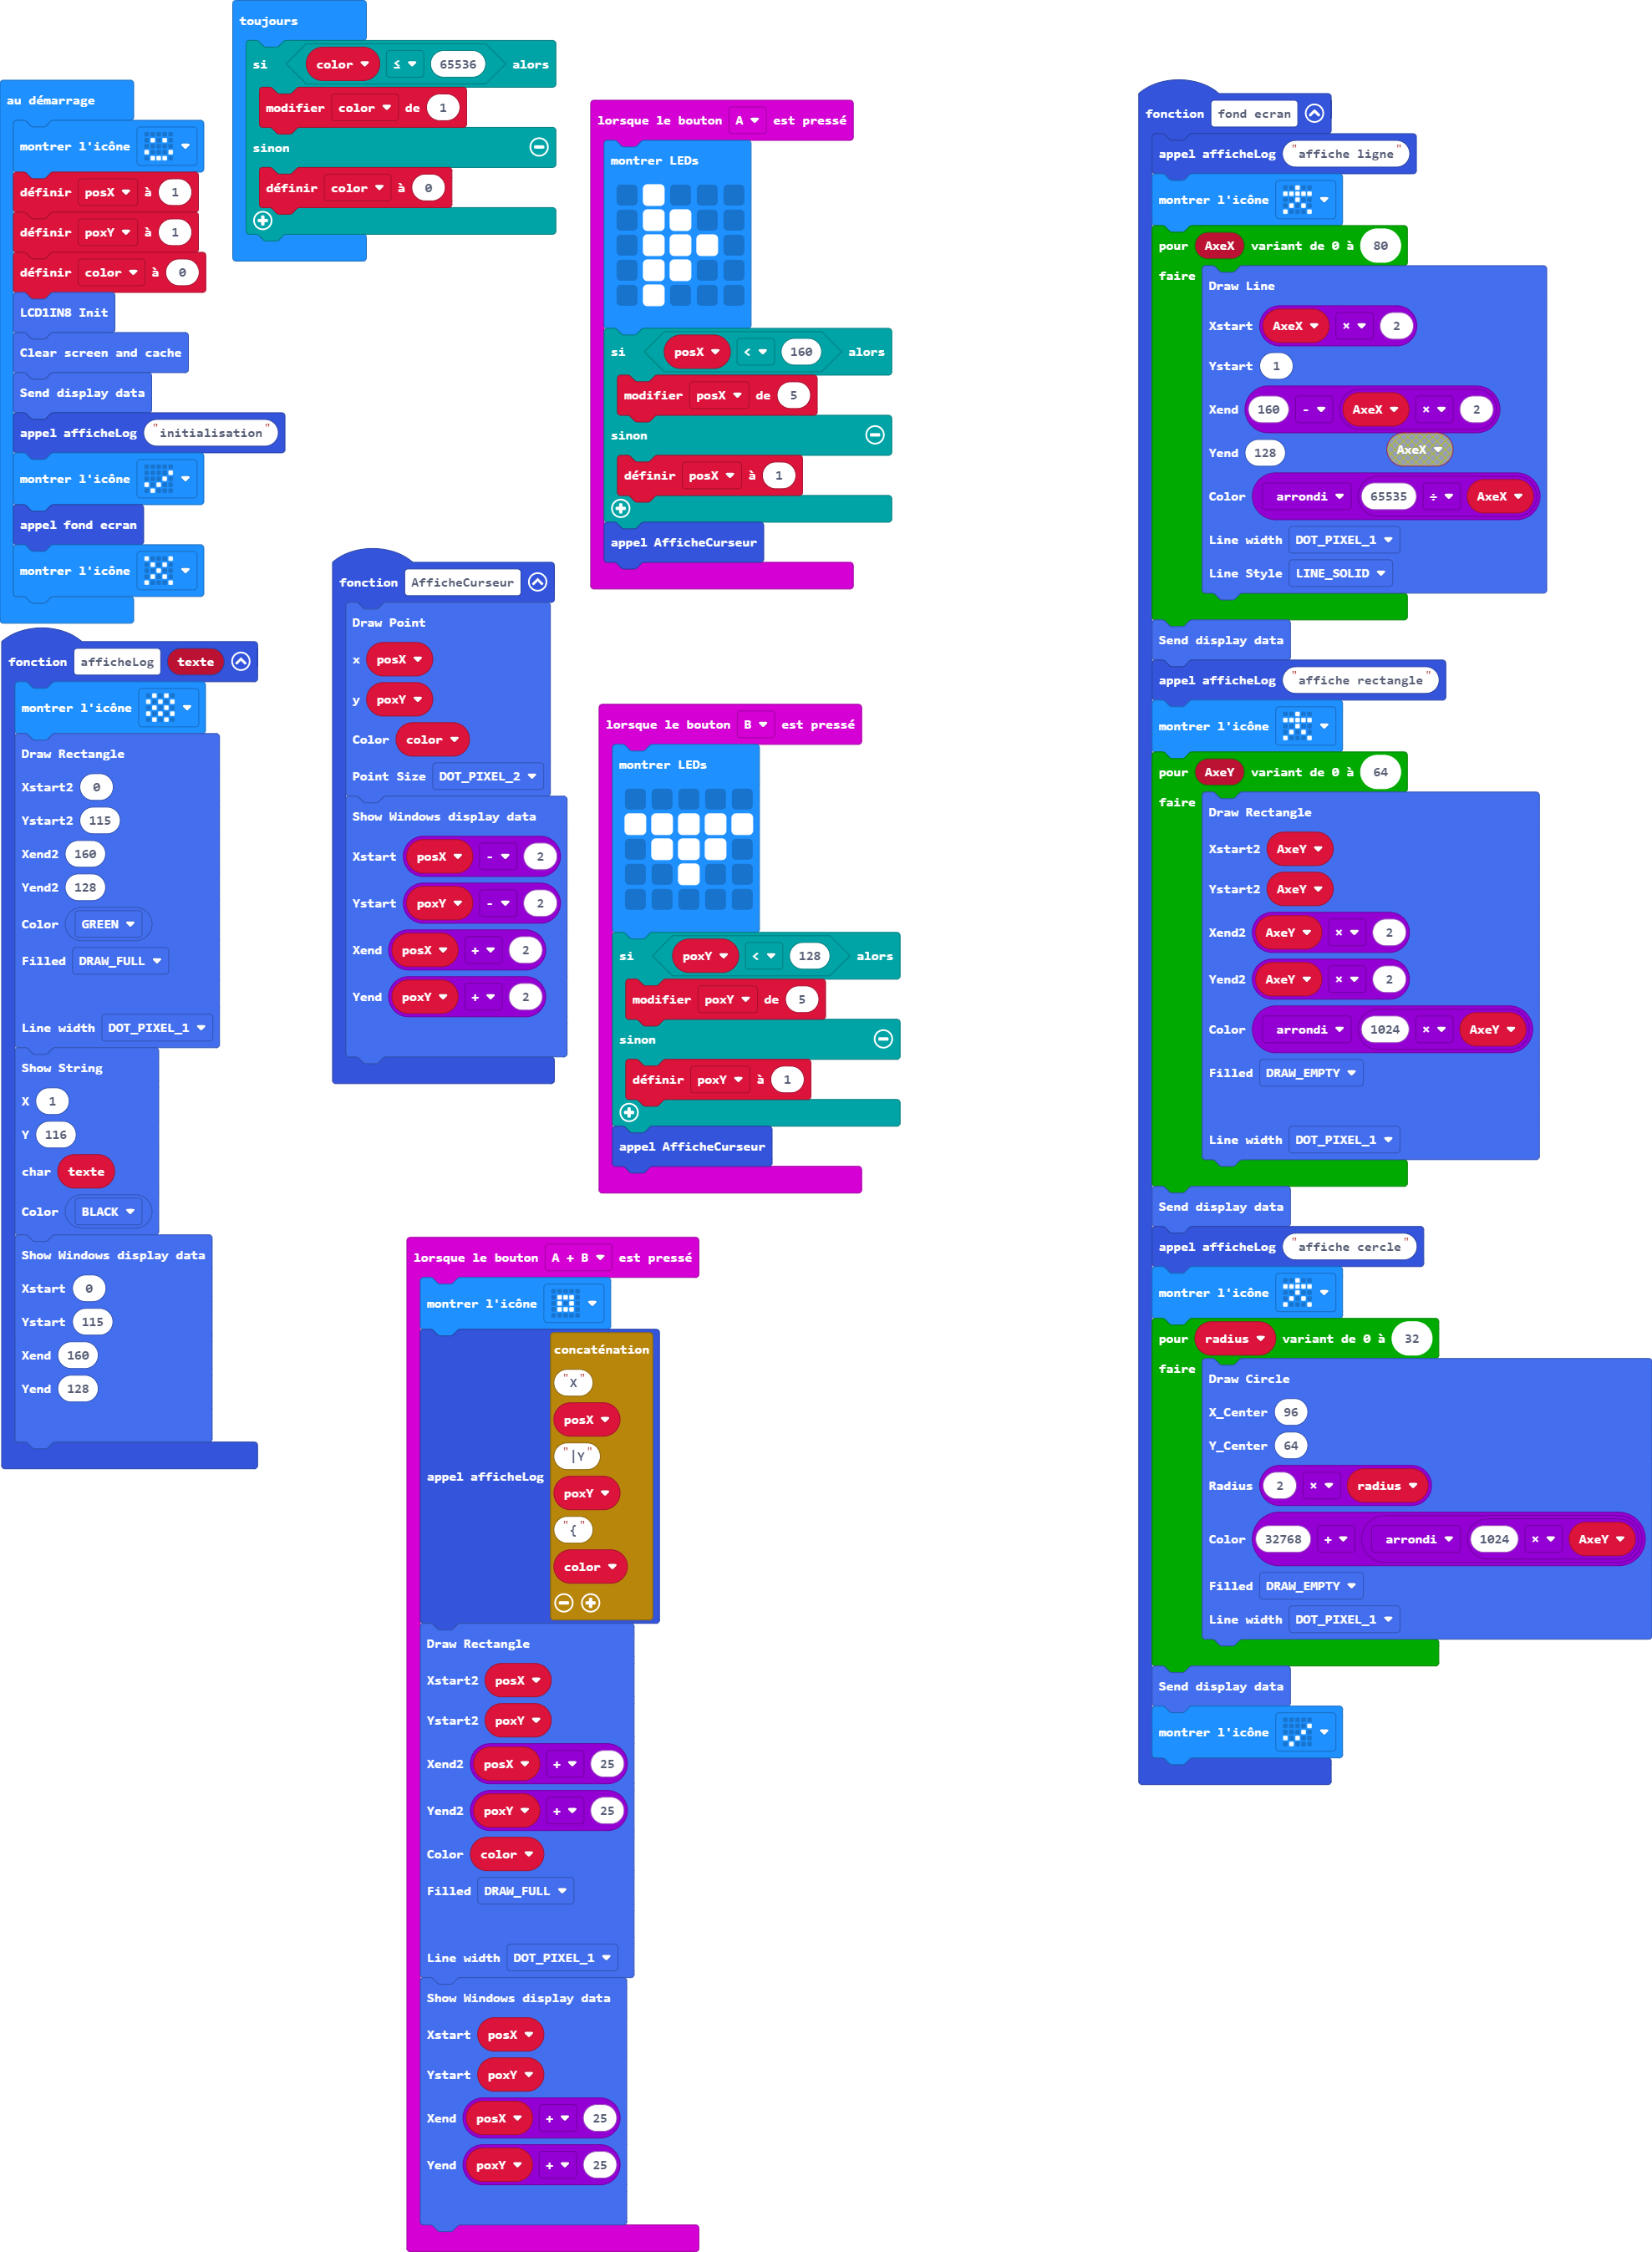 toujours
si color ≤ 65536 alors
modifier color de 1
sinon
définir color à 0
au démarrage
montrer l'icône
définir posX à 1
définir poxY à 1
définir color à 0
LCD1IN8 Init
Clear screen and cache
Send display data
appel afficheLog "initialisation"
montrer l'icône
appel fond ecran
montrer l'icône
fonction afficheLog texte
montrer l'icône
Draw Rectangle
Xstart2 0
Ystart2 115
Xend2 160
Yend2 128
Color GREEN
Filled DRAW_FULL
Line width DOT_PIXEL_1
Show String
X 1
Y 116
char texte
Color BLACK
Show Windows display data
Xstart 0
Ystart 115
Xend 160
Yend 128
fonction AfficheCurseur
Draw Point
x posX
y poxY
Color color
Point Size DOT_PIXEL_2
Show Windows display data
Xstart posX - 2
Ystart poxY - 2
Xend posX + 2
Yend poxY + 2
lorsque le bouton A est pressé
montrer LEDs
si posX < 160 alors
modifier posX de 5
sinon
définir posX à 1
appel AfficheCurseur
lorsque le bouton B est pressé
montrer LEDs
si poxY < 128 alors
modifier poxY de 5
sinon
définir poxY à 1
appel AfficheCurseur
lorsque le bouton A + B est pressé
montrer l'icône
concaténation
"X"
posX
"|Y"
appel afficheLog
poxY
"{"
color
Draw Rectangle
Xstart2 posX
Ystart2 poxY
Xend2 posX + 25
Yend2 poxY + 25
Color color
Filled DRAW_FULL
Line width DOT_PIXEL_1
Show Windows display data
Xstart posX
Ystart poxY
Xend posX + 25
Yend poxY + 25
fonction fond ecran
appel afficheLog "affiche ligne"
montrer l'icône
pour AxeX variant de 0 à 80
faire
Draw Line
Xstart AxeX × 2
Ystart 1
Xend 160 - AxeX × 2
Yend 128 AxeX
Color arrondi 65535 ÷ AxeX
Line width DOT_PIXEL_1
Line Style LINE_SOLID
Send display data
appel afficheLog "affiche rectangle"
montrer l'icône
pour AxeY variant de 0 à 64
faire
Draw Rectangle
Xstart2 AxeY
Ystart2 AxeY
Xend2 AxeY × 2
Yend2 AxeY × 2
Color arrondi 1024 × AxeY
Filled DRAW_EMPTY
Line width DOT_PIXEL_1
Send display data
appel afficheLog "affiche cercle"
montrer l'icône
pour radius variant de 0 à 32
faire
Draw Circle
X_Center 96
Y_Center 64
Radius 2 × radius
Color 32768 + arrondi 1024 × AxeY
Filled DRAW_EMPTY
Line width DOT_PIXEL_1
Send display data
montrer l'icône